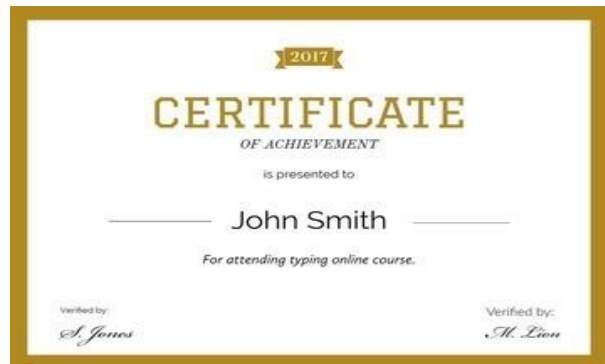 2017
CERTIFICATE
OF ACHIEVEMENT
is presented to
John Smith
For attending typing online course.
Verified by: Verified by:
S. Jones M. Lion